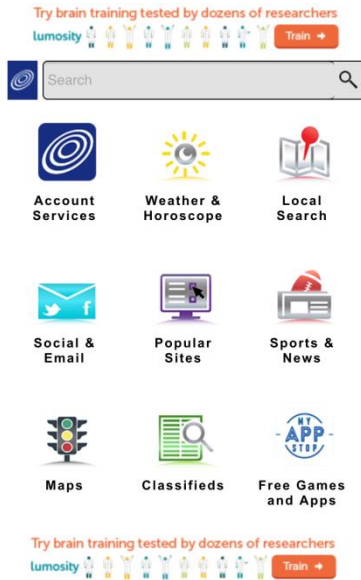 Try brain training tested by dozens of researchers
lumosity Train →
Search
Account Services
Weather & Horoscope
Local Search
Social & Email
Popular Sites
Sports & News
Maps
Classifieds
MY APP STOP
Free Games and Apps
Try brain training tested by dozens of researchers
lumosity Train →